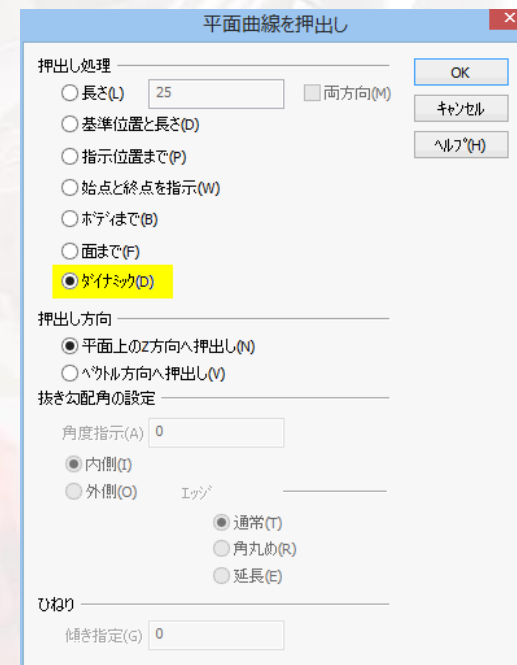 平面曲線を押出し
押出し処理
長さ(L) 25 両方向(M)
基準位置と長さ(D)
指示位置まで(P)
始点と終点を指示(W)
ﾎﾞﾃﾞｨまで(B)
面まで(F)
ﾀﾞｲﾅﾐｯｸ(D)
OK
ｷｬﾝｾﾙ
ﾍﾙﾌﾟ(H)
押出し方向
平面上のZ方向へ押出し(N)
ﾍﾞｸﾄﾙ方向へ押出し(V)
抜き勾配角の設定
角度指示(A) 0
内側(I)
外側(O) ｴｯｼﾞ
通常(T)
角丸め(R)
延長(E)
ひねり
傾き指定(G) 0